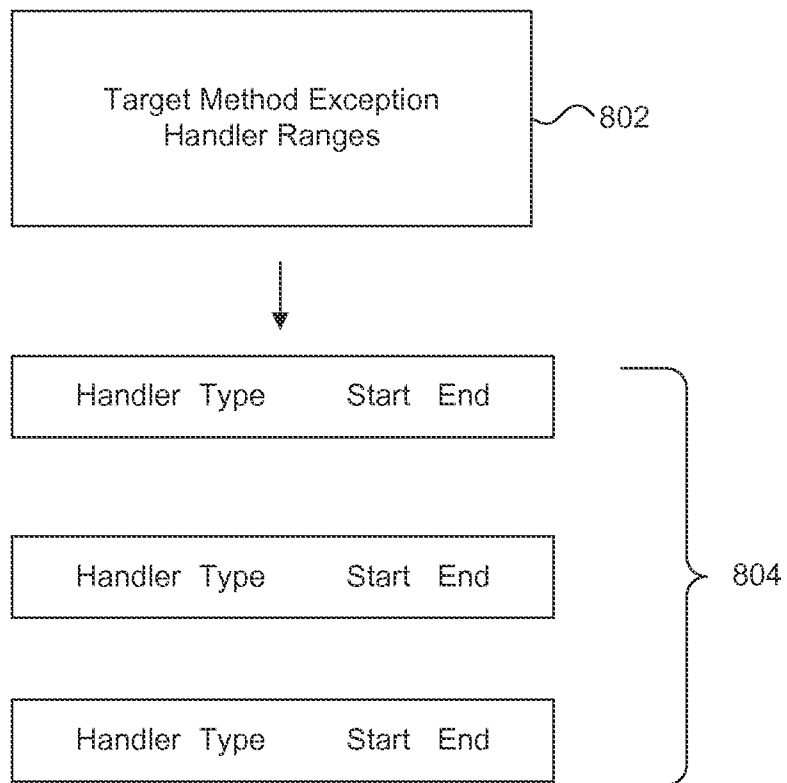 Target Method Exception
Handler Ranges
802
Handler Type Start End
Handler Type Start End
804
Handler Type Start End